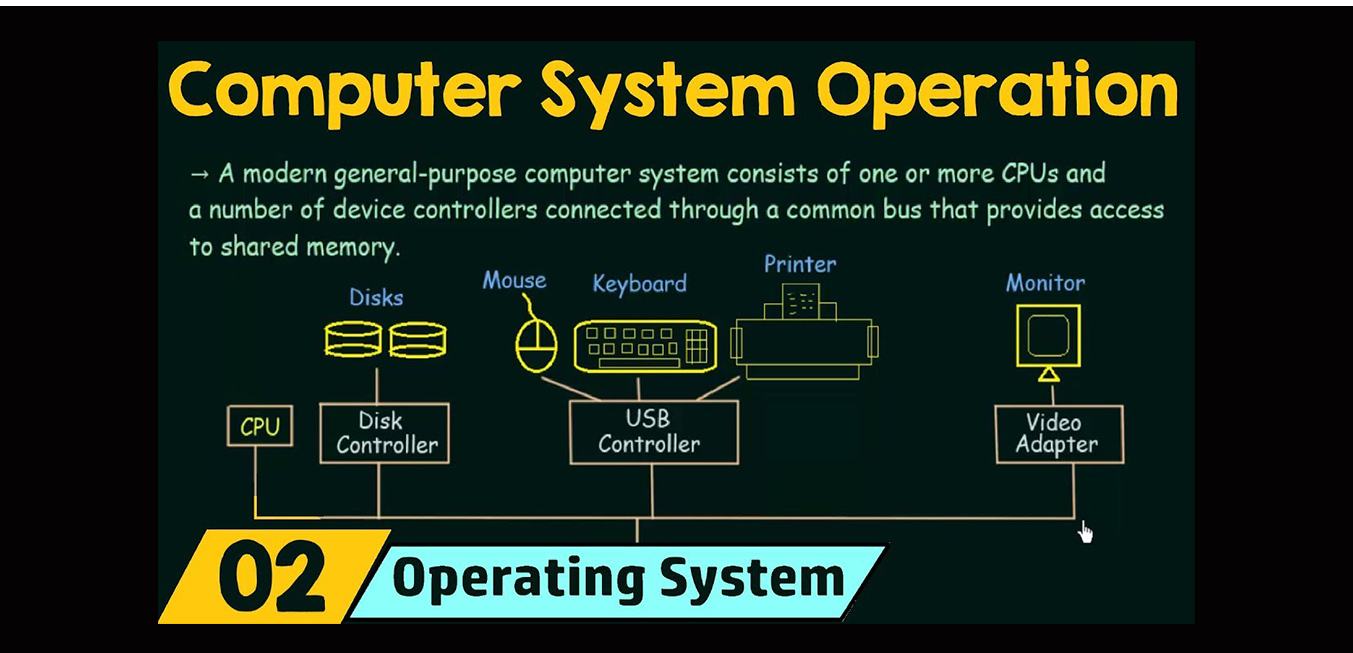 Computer System Operation
→ A modern general-purpose computer system consists of one or more CPUs and
a number of device controllers connected through a common bus that provides access
to shared memory.
Disks
Mouse
Keyboard
Printer
Monitor
CPU
Disk
Controller
USB
Controller
Video
Adapter
02
Operating System